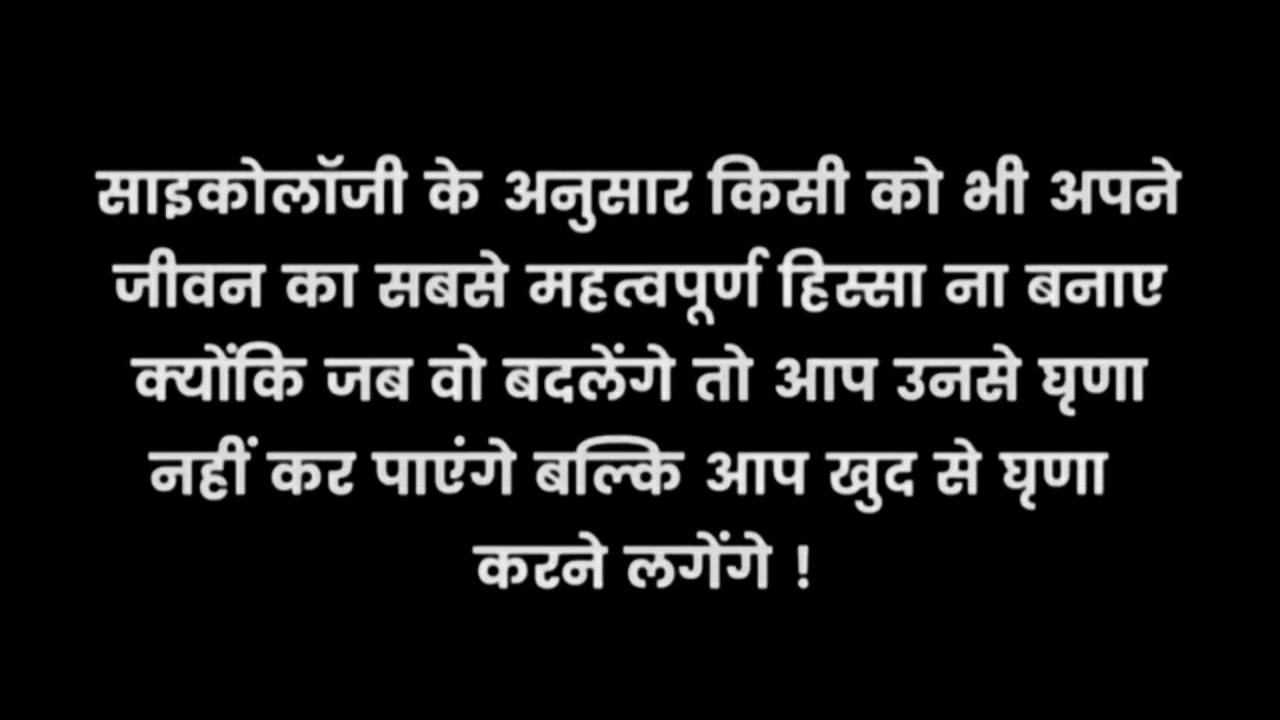 साइकोलॉजी के अनुसार किसी को भी अपने
जीवन का सबसे महत्वपूर्ण हिस्सा ना बनाए
क्योंकि जब वो बदलेंगे तो आप उनसे घृणा
नहीं कर पाएंगे बल्कि आप खुद से घृणा
करने लगेंगे !